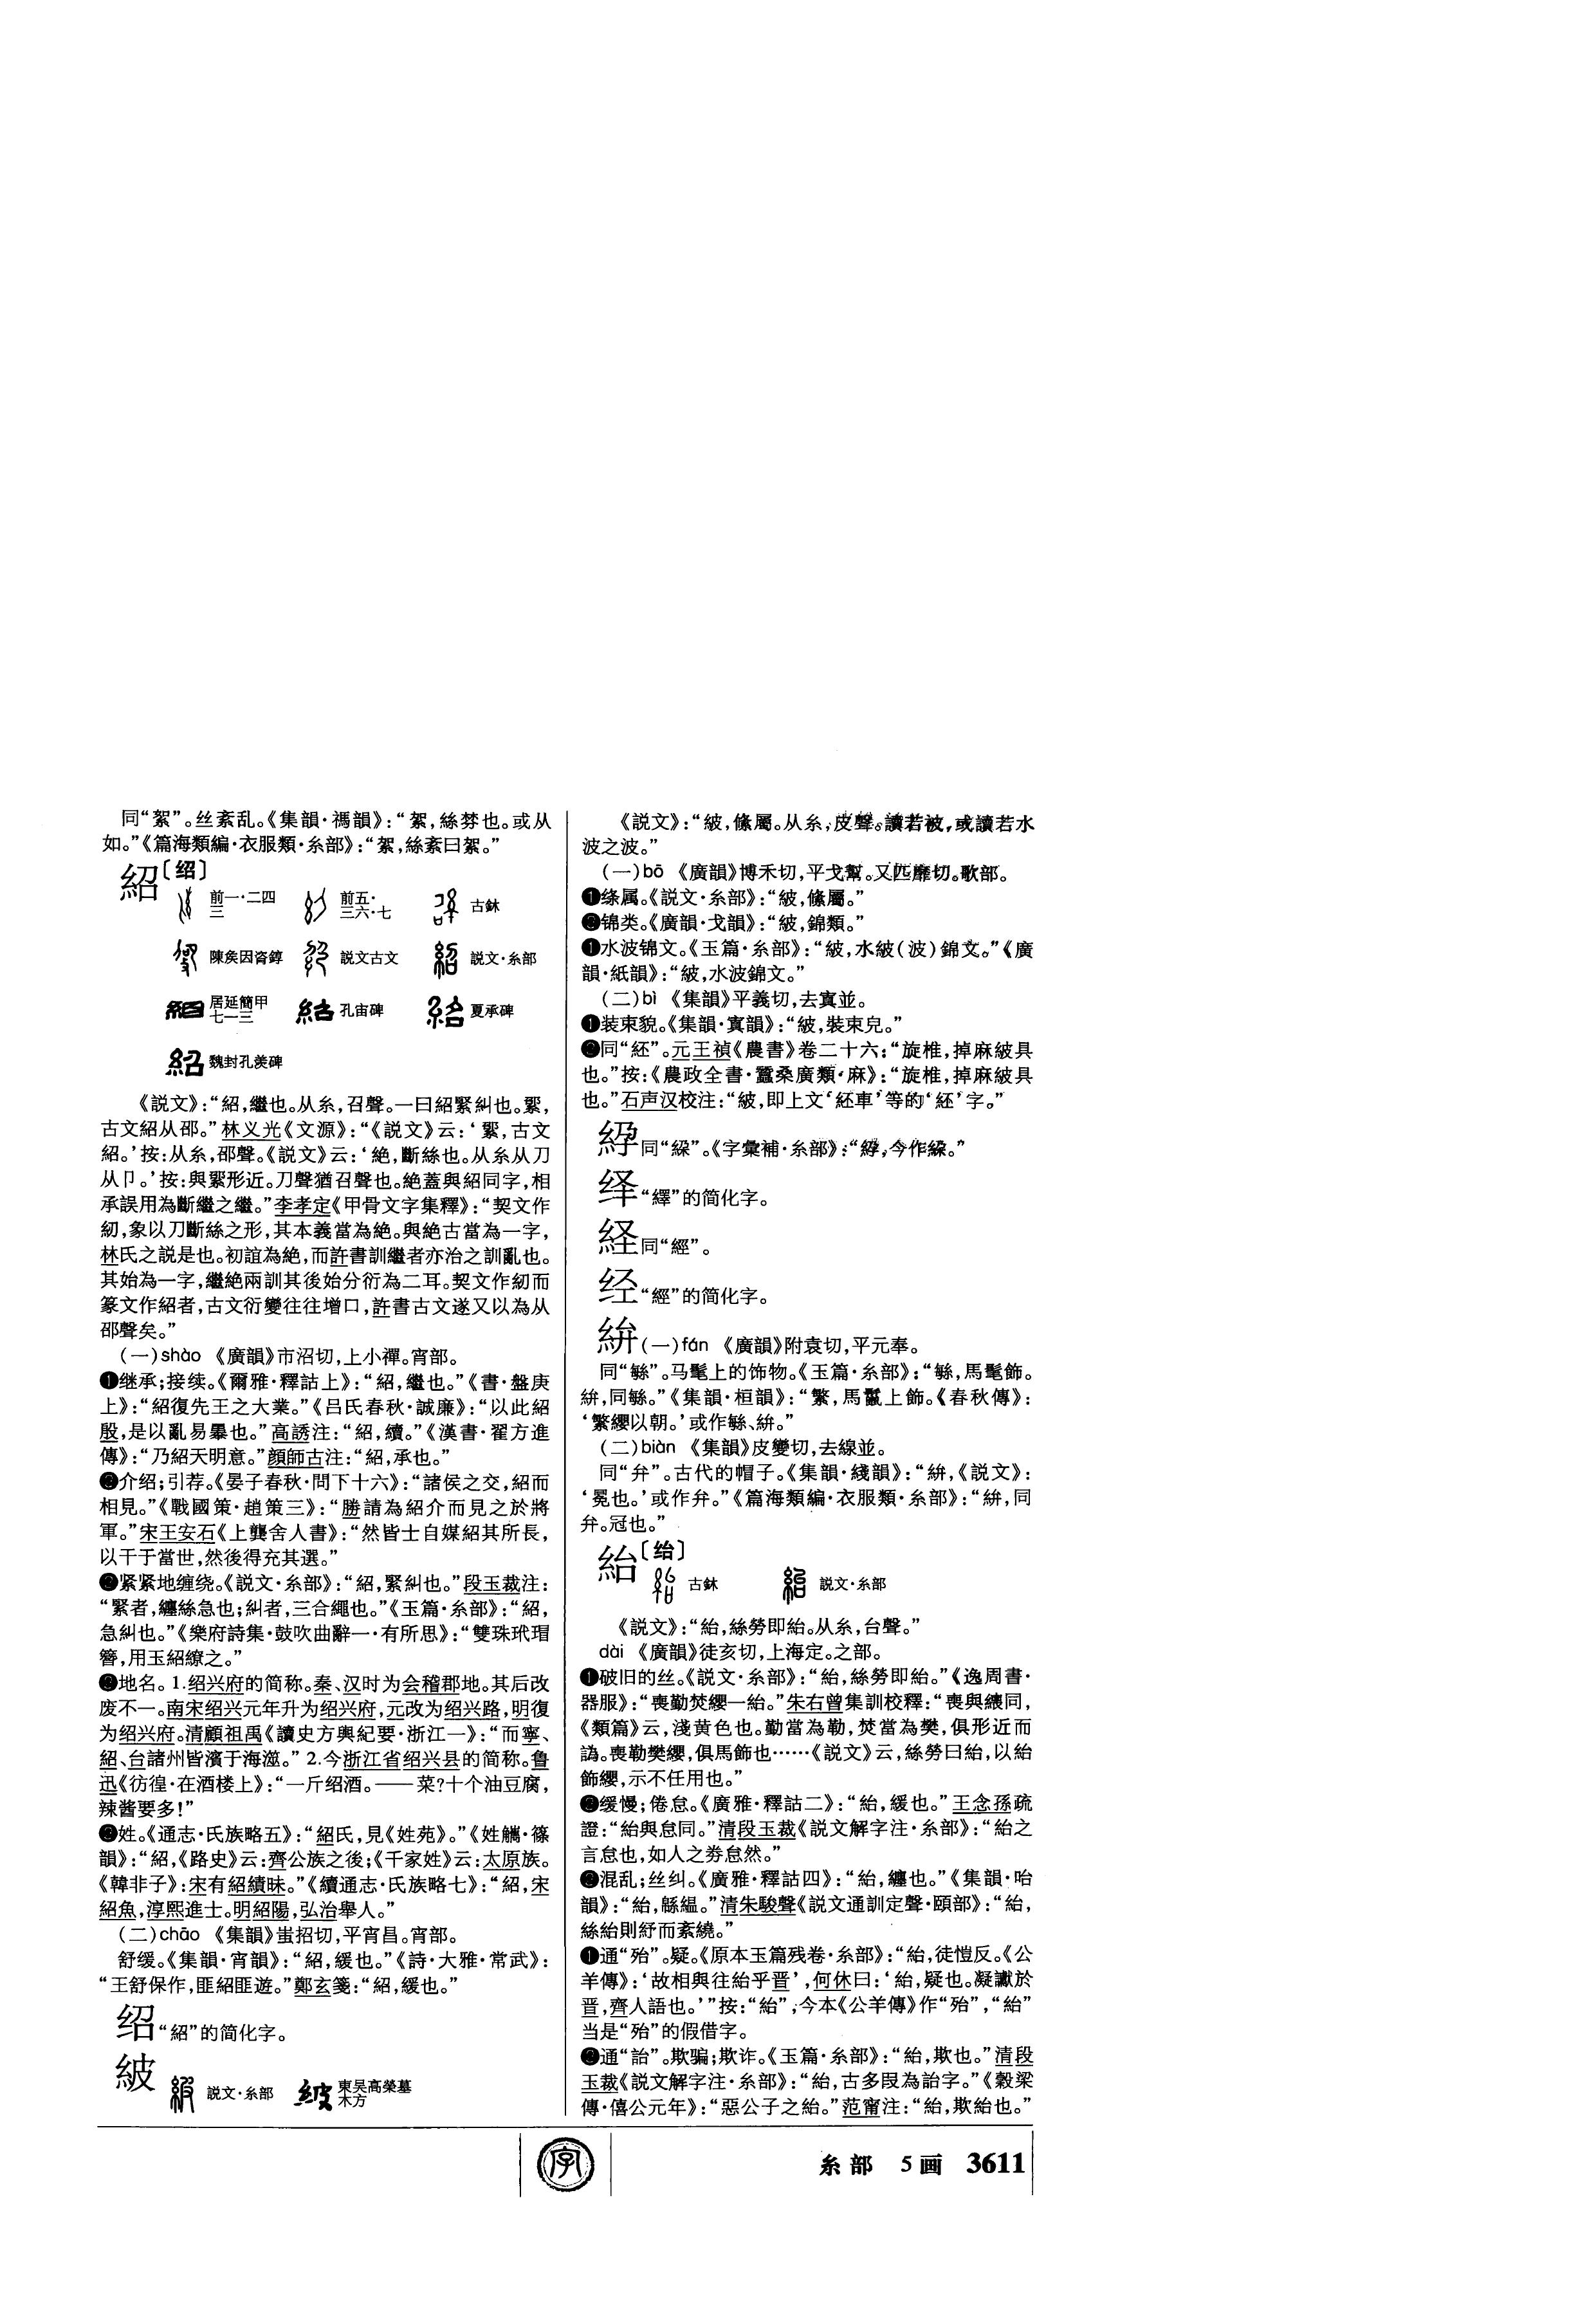 同“絮”。丝紊乱。《集韻·禡韻》：“絮，絲棼也。或从
如。”《篇海類編·衣服類·糸部》：“絮，絲紊曰絮。”
紹〔绍〕
前一·二四三
前五·三六·七
古鉨
陳矦因𦎫錞
説文古文
説文·糸部
居延簡甲七一三
孔宙碑
夏承碑
魏封孔羨碑
《説文》：“紹，繼也。从糸，召聲。一曰紹緊糾也。綤，
古文紹从邵。”林义光《文源》：“《説文》云：‘綤，古文
紹。’按：从糸，邵聲。《説文》云：‘絶，斷絲也。从糸从刀
从卩。’按：與綤形近。刀聲猶召聲也。絶蓋與紹同字，相
承誤用為斷繼之繼。”李孝定《甲骨文字集釋》：“契文作
紉，象以刀斷絲之形，其本義當為絶。與絶古當為一字，
林氏之説是也。初誼為絶，而許書訓繼者亦治之訓亂也。
其始為一字，繼絶兩訓其後始分衍為二耳。契文作紉而
篆文作紹者，古文衍變往往增口，許書古文遂又以為从
邵聲矣。”
（一）shào 《廣韻》市沼切，上小禪。宵部。
❶继承；接续。《爾雅·釋詁上》：“紹，繼也。”《書·盤庚
上》：“紹復先王之大業。”《吕氏春秋·誠廉》：“以此紹
殷，是以亂易暴也。”高誘注：“紹，續。”《漢書·翟方進
傳》：“乃紹天明意。”顔師古注：“紹，承也。”
❷介绍；引荐。《晏子春秋·問下十六》：“諸侯之交，紹而
相見。”《戰國策·趙策三》：“勝請為紹介而見之於將
軍。”宋王安石《上龔舍人書》：“然皆士自媒紹其所長，
以干于當世，然後得充其選。”
❸紧紧地缠绕。《説文·糸部》：“紹，緊糾也。”段玉裁注：
“緊者，纏絲急也；糾者，三合繩也。”《玉篇·糸部》：“紹，
急糾也。”《樂府詩集·鼓吹曲辭一·有所思》：“雙珠玳瑁
簪，用玉紹繚之。”
❹地名。1.绍兴府的简称。秦、汉时为会稽郡地。其后改
废不一。南宋绍兴元年升为绍兴府，元改为绍兴路，明復
为绍兴府。清顧祖禹《讀史方輿紀要·浙江一》：“而寧、
紹、台諸州皆濱于海澨。”2.今浙江省绍兴县的简称。鲁
迅《彷徨·在酒楼上》：“一斤绍酒。——菜？十个油豆腐，
辣酱要多！”
❺姓。《通志·氏族略五》：“紹氏，見《姓苑》。”《姓觿·篠
韻》：“紹，《路史》云：齊公族之後；《千家姓》云：太原族。
《韓非子》：宋有紹績昧。”《續通志·氏族略七》：“紹，宋
紹魚，淳熙進士。明紹陽，弘治舉人。”
（二）chāo 《集韻》蚩招切，平宵昌。宵部。
舒缓。《集韻·宵韻》：“紹，緩也。”《詩·大雅·常武》：
“王舒保作，匪紹匪遊。”鄭玄箋：“紹，緩也。”
绍“紹”的简化字。
紴
説文·糸部
東吴高榮墓木方
《説文》：“紴，絛屬。从糸，皮聲。讀若被，或讀若水
波之波。”
（一）bō 《廣韻》博禾切，平戈幫。又匹靡切。歌部。
❶绦属。《説文·糸部》：“紴，絛屬。”
❷锦类。《廣韻·戈韻》：“紴，錦類。”
❸水波锦文。《玉篇·糸部》：“紴，水紴（波）錦文。”《廣
韻·紙韻》：“紴，水波錦文。”
（二）bì 《集韻》平義切，去寘並。
❶装束貌。《集韻·寘韻》：“紴，裝束皃。”
❷同“紑”。元王禎《農書》卷二十六：“旋椎，掉麻紴具
也。”按：《農政全書·蠶桑廣類·麻》：“旋椎，掉麻紴具
也。”石声汉校注：“紴，即上文‘紑車’等的‘紑’字。”
同“綵”。《字彙補·糸部》：“，今作綵。”
绎“繹”的简化字。
経同“經”。
经“經”的简化字。
絣（一）fán 《廣韻》附袁切，平元奉。
同“緐”。马髦上的饰物。《玉篇·糸部》：“緐，馬髦飾。
絣，同緐。”《集韻·桓韻》：“繁，馬鬣上飾。《春秋傳》：
‘繁纓以朝。’或作緐、絣。”
（二）biàn 《集韻》皮變切，去線並。
同“弁”。古代的帽子。《集韻·綫韻》：“絣，《説文》：
‘冕也。’或作弁。”《篇海類編·衣服類·糸部》：“絣，同
弁。冠也。”
紿〔绐〕
古鉨
説文·糸部
《説文》：“紿，絲勞即紿。从糸，台聲。”
dài 《廣韻》徒亥切，上海定。之部。
❶破旧的丝。《説文·糸部》：“紿，絲勞即紿。”《逸周書·
器服》：“喪勤焚纓一紿。”朱右曾集訓校釋：“喪與纕同，
《類篇》云，淺黄色也。勤當為勒，焚當為樊，俱形近而
譌。喪勒樊纓，俱馬飾也……《説文》云，絲勞曰紿，以紿
飾纓，示不任用也。”
❷缓慢；倦怠。《廣雅·釋詁二》：“紿，緩也。”王念孫疏
證：“紿與怠同。”清段玉裁《説文解字注·糸部》：“紿之
言怠也，如人之券怠然。”
❸混乱；丝纠。《廣雅·釋詁四》：“紿，纏也。”《集韻·咍
韻》：“紿，緜緼。”清朱駿聲《説文通訓定聲·頤部》：“紿，
絲紿則紓而紊繞。”
❹通“殆”。疑。《原本玉篇残卷·糸部》：“紿，徒愷反。《公
羊傳》：‘故相與往紿乎晋’，何休曰：‘紿，疑也。凝讞於
晋，齊人語也。’”按：“紿”，今本《公羊傳》作“殆”，“紿”
当是“殆”的假借字。
❺通“詒”。欺骗；欺诈。《玉篇·糸部》：“紿，欺也。”清段
玉裁《説文解字注·糸部》：“紿，古多叚為詒字。”《穀梁
傳·僖公元年》：“惡公子之紿。”范甯注：“紿，欺紿也。”
字
糸部 5画 3611